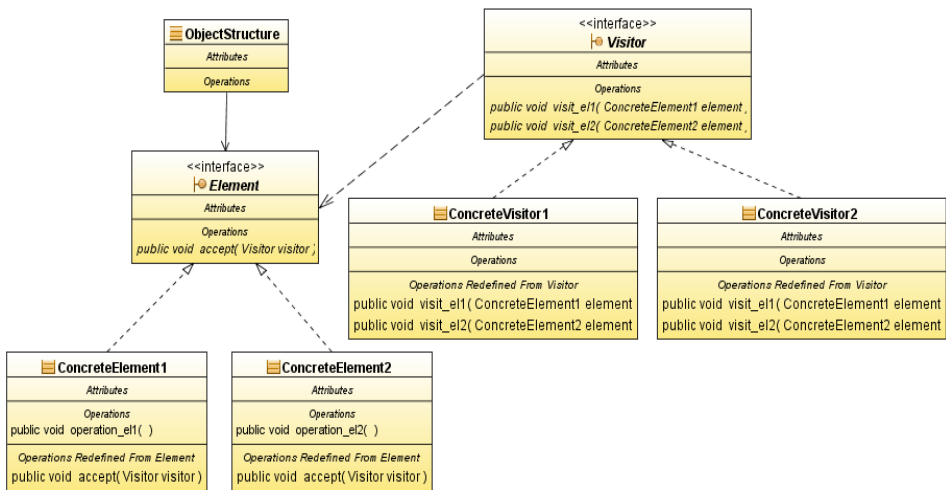 ObjectStructure
Attributes
Operations
<<interface>>
Visitor
Attributes
Operations
public void visit_el1( ConcreteElement1 element,
public void visit_el2( ConcreteElement2 element,
<<interface>>
Element
Attributes
Operations
public void accept( Visitor visitor )
ConcreteVisitor1
Attributes
Operations
Operations Redefined From Visitor
public void visit_el1( ConcreteElement1 element
public void visit_el2( ConcreteElement2 element
ConcreteVisitor2
Attributes
Operations
Operations Redefined From Visitor
public void visit_el1( ConcreteElement1 element
public void visit_el2( ConcreteElement2 element
ConcreteElement1
Attributes
Operations
public void operation_el1( )
Operations Redefined From Element
public void accept( Visitor visitor )
ConcreteElement2
Attributes
Operations
public void operation_el2( )
Operations Redefined From Element
public void accept( Visitor visitor )